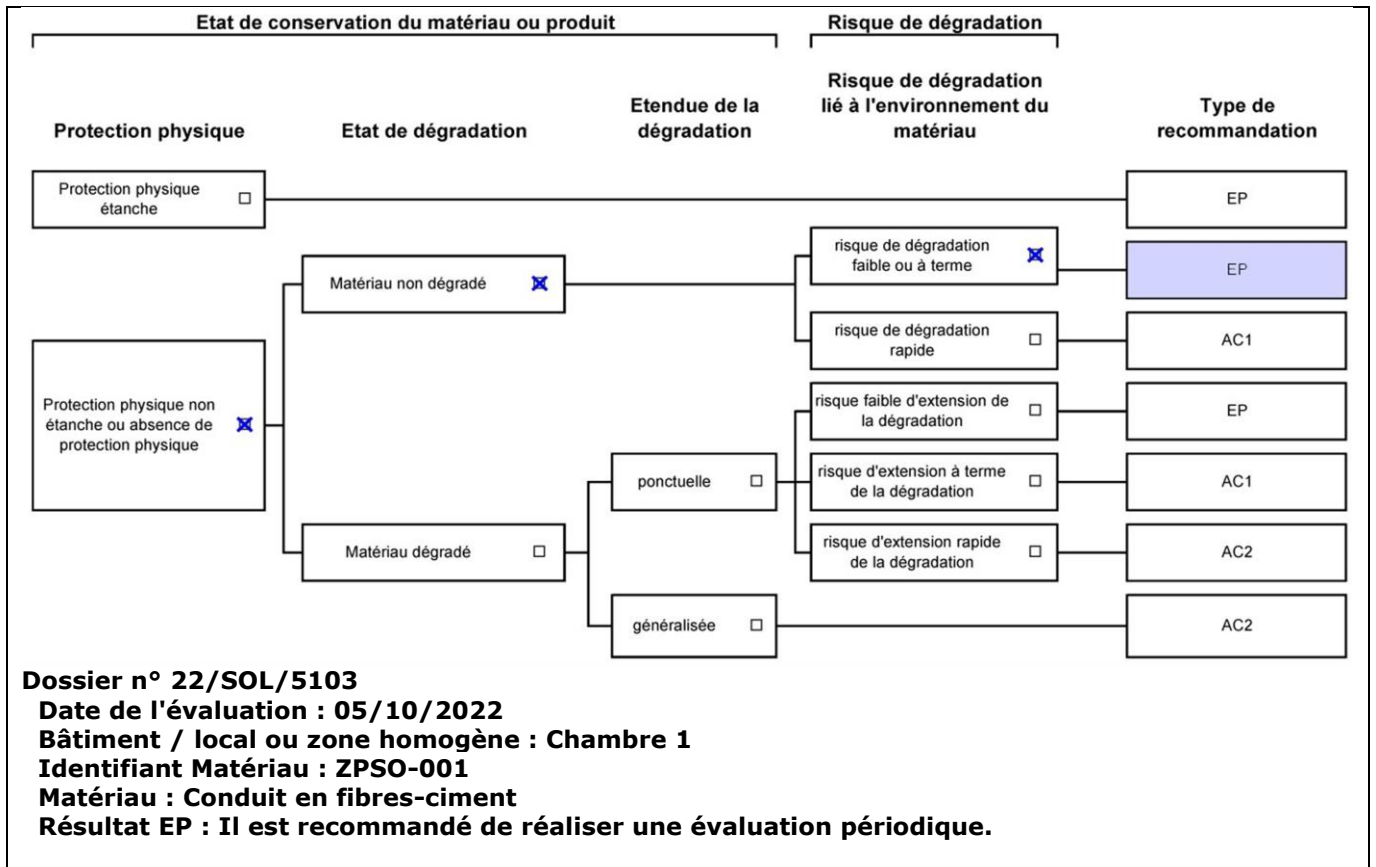 Etat de conservation du matériau ou produit
Risque de dégradation
Protection physique
Etat de dégradation
Etendue de la
dégradation
Risque de dégradation
lié à l'environnement du
matériau
Type de
recommandation
Protection physique
étanche
EP
risque de dégradation
faible ou à terme
EP
Matériau non dégradé
risque de dégradation
rapide
AC1
Protection physique non
étanche ou absence de
protection physique
risque faible d'extension de
la dégradation
EP
ponctuelle
risque d'extension à terme
de la dégradation
AC1
Matériau dégradé
risque d'extension rapide
de la dégradation
AC2
généralisée
AC2
Dossier n° 22/SOL/5103
Date de l'évaluation : 05/10/2022
Bâtiment / local ou zone homogène : Chambre 1
Identifiant Matériau : ZPSO-001
Matériau : Conduit en fibres-ciment
Résultat EP : Il est recommandé de réaliser une évaluation périodique.